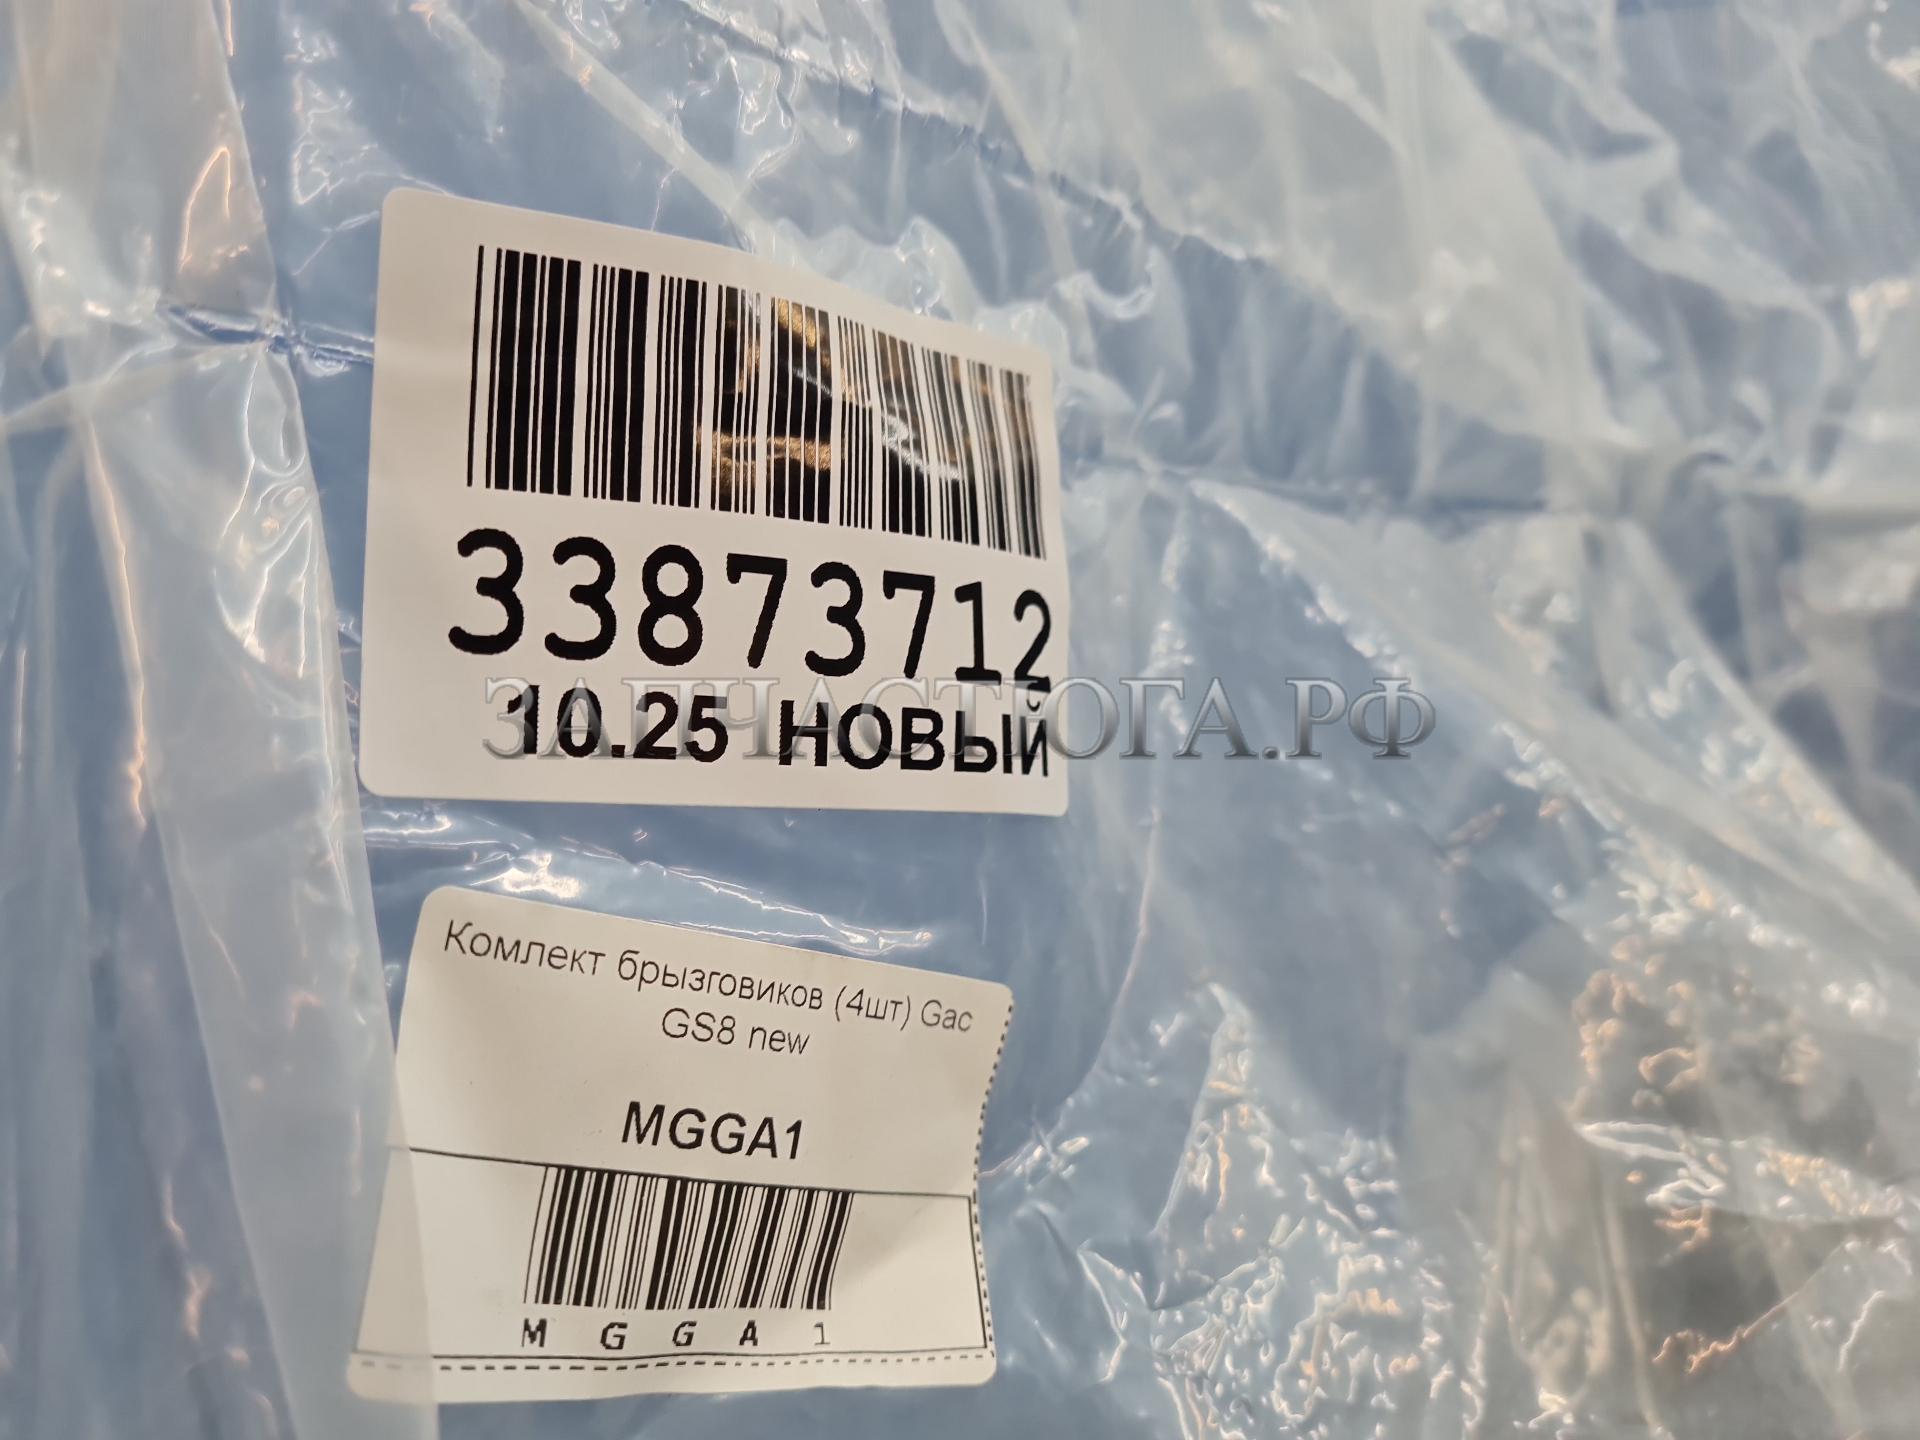 33873712
10.25 НОВЫЙ
ЗАПЧАСТЮГА.РФ
Комлект брызговиков (4шт) Gac
GS8 new
MGGA1
M G G A 1